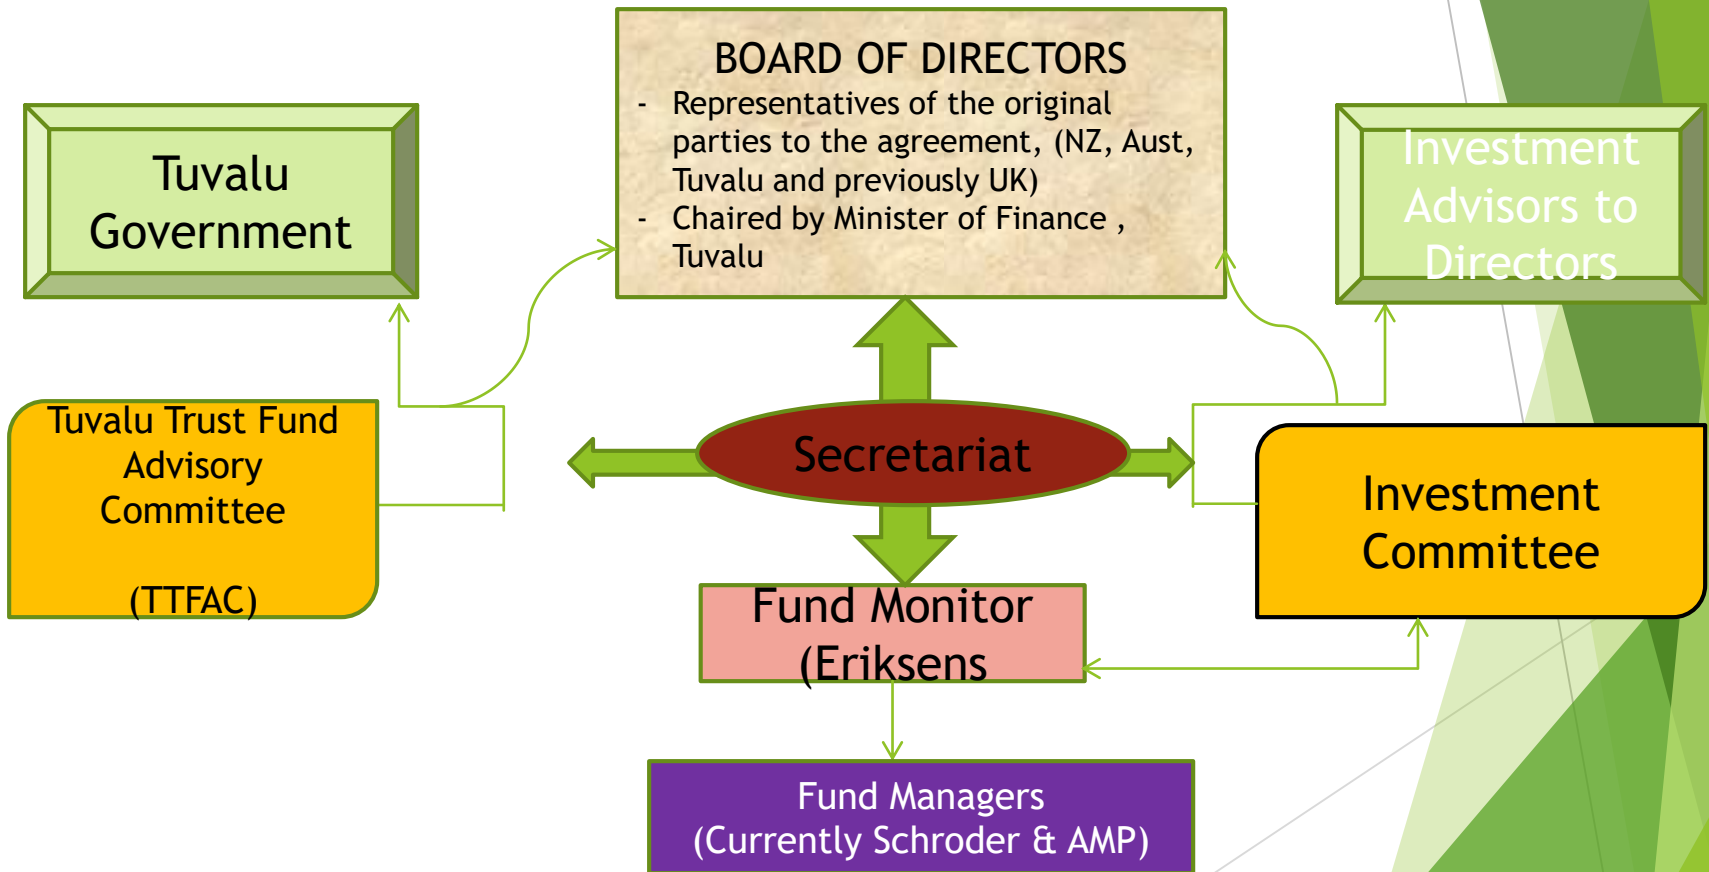 BOARD OF DIRECTORS
- Representatives of the original
parties to the agreement, (NZ, Aust,
Tuvalu and previously UK)
- Chaired by Minister of Finance ,
Tuvalu
Tuvalu
Government
Investment
Advisors to
Directors
Tuvalu Trust Fund
Advisory
Committee
(TTFAC)
Secretariat
Investment
Committee
Fund Monitor
(Eriksens
Fund Managers
(Currently Schroder & AMP)